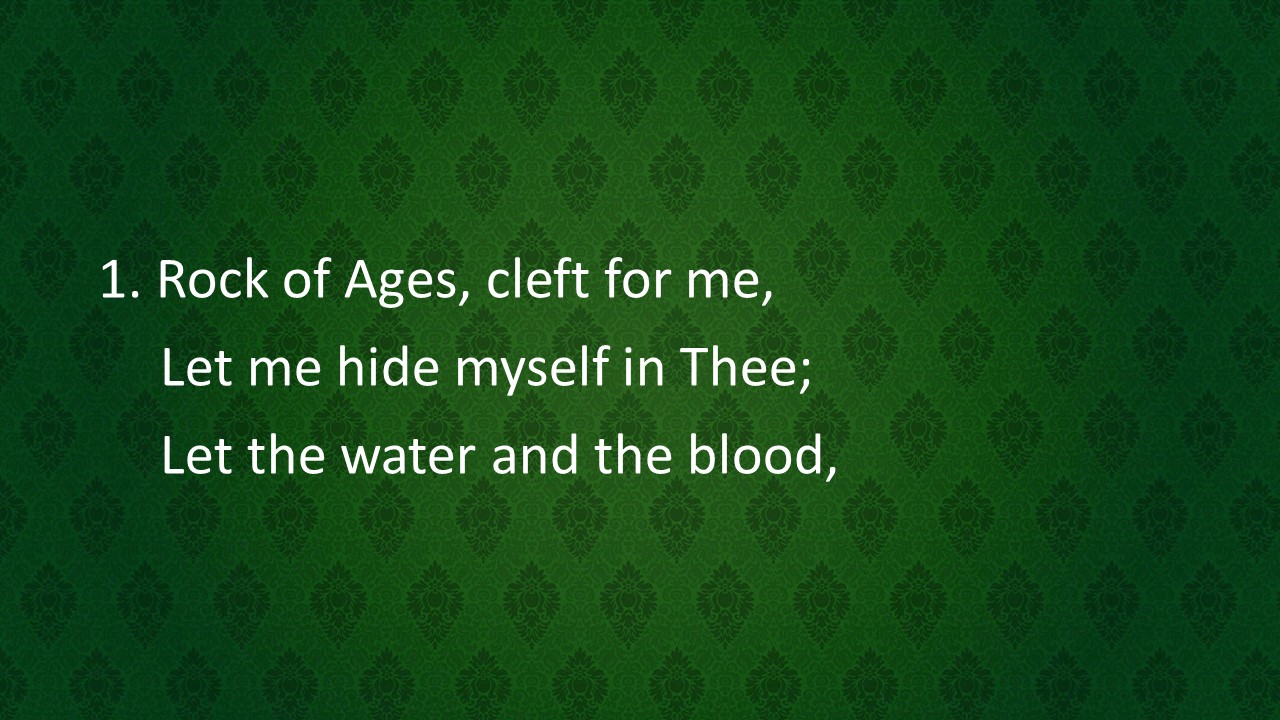 1. Rock of Ages, cleft for me,
Let me hide myself in Thee;
Let the water and the blood,